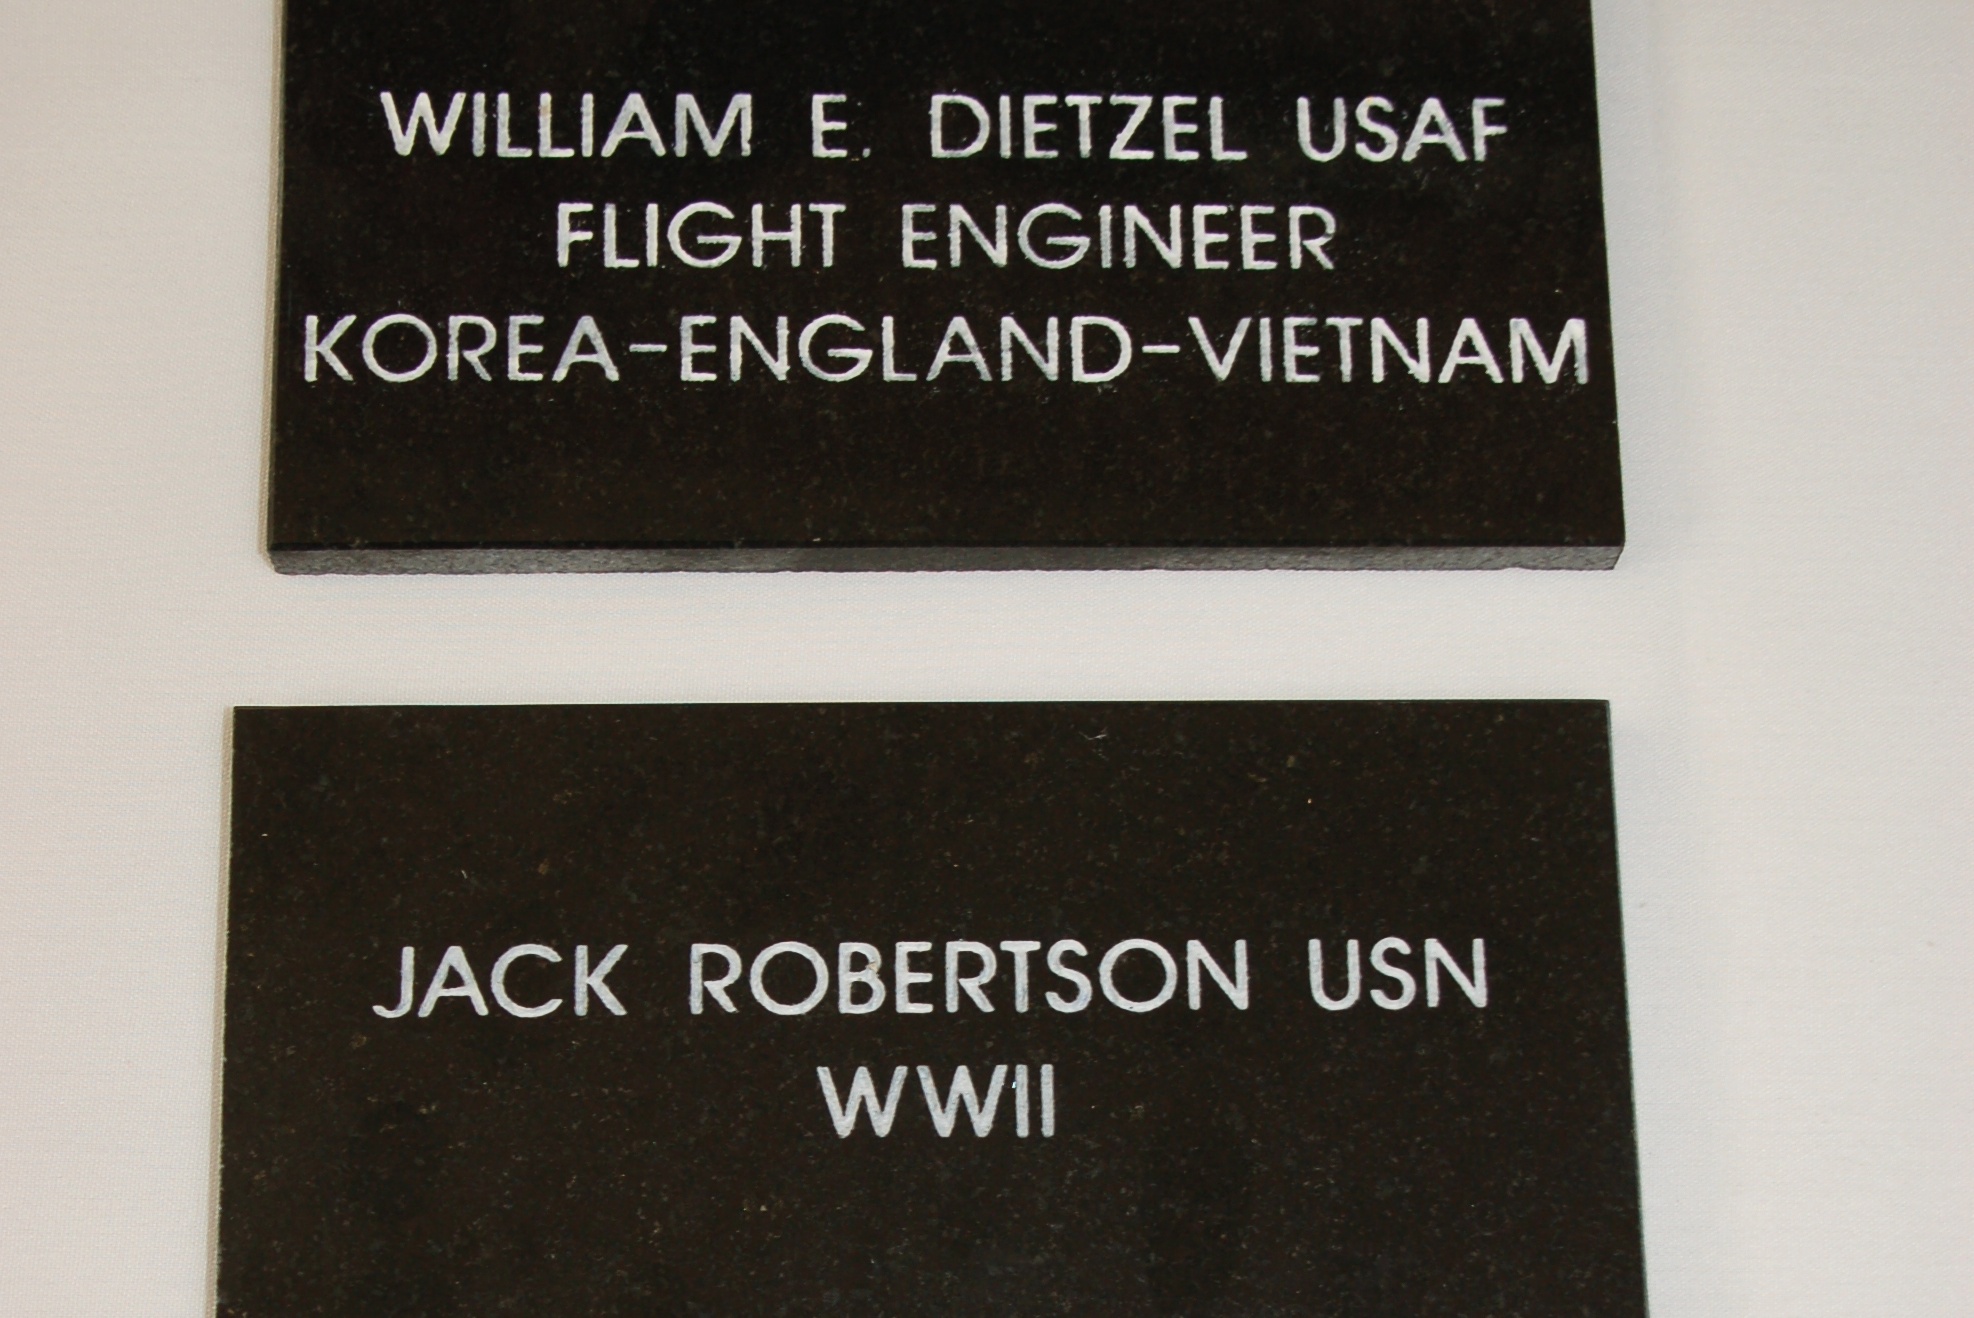 WILLIAM E. DIETZEL USAF
FLIGHT ENGINEER
KOREA-ENGLAND-VIETNAM
JACK ROBERTSON USN
WWII